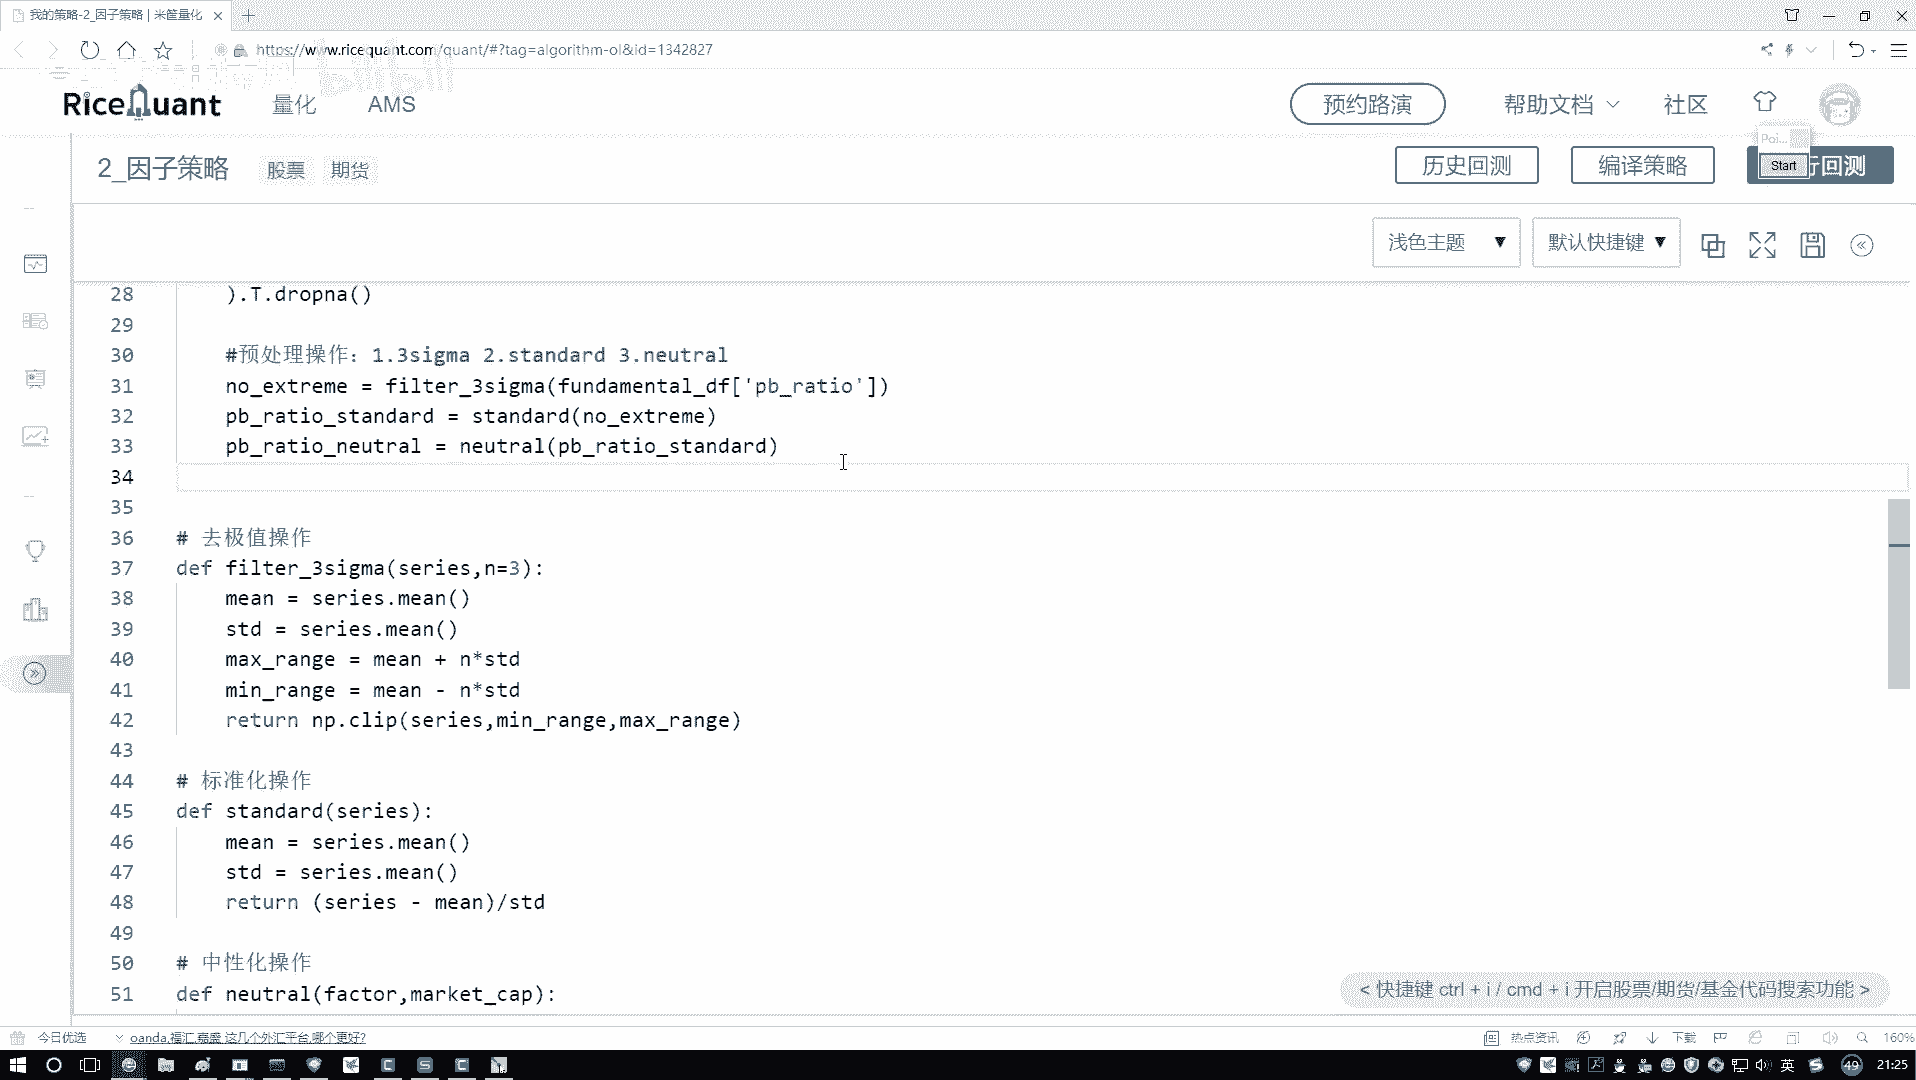 我的策略-2_因子策略 | 米筐量化
https://www.ricequant.com/quant/#?tag=algorithm-ol&id=1342827
RiceQuant 量化 AMS 预约路演 帮助文档 社区
Poi...
2_因子策略 股票 期货 历史回测 编译策略 Start 行回测
浅色主题 ▼ 默认快捷键 ▼
28 ).T.dropna()
29
30 #预处理操作：1.3sigma 2.standard 3.neutral
31 no_extreme = filter_3sigma(fundamental_df['pb_ratio'])
32 pb_ratio_standard = standard(no_extreme)
33 pb_ratio_neutral = neutral(pb_ratio_standard)
34
35
36 # 去极值操作
37 def filter_3sigma(series,n=3):
38 mean = series.mean()
39 std = series.mean()
40 max_range = mean + n*std
41 min_range = mean - n*std
42 return np.clip(series,min_range,max_range)
43
44 # 标准化操作
45 def standard(series):
46 mean = series.mean()
47 std = series.mean()
48 return (series - mean)/std
49
50 # 中性化操作
51 def neutral(factor,market_cap):
< 快捷键 ctrl + i / cmd + i 开启股票/期货/基金代码搜索功能 >
今日优选 oanda,福汇,嘉盛 这几个外汇平台,哪个更好? 热点资讯 下载 160%
英 49 21:25